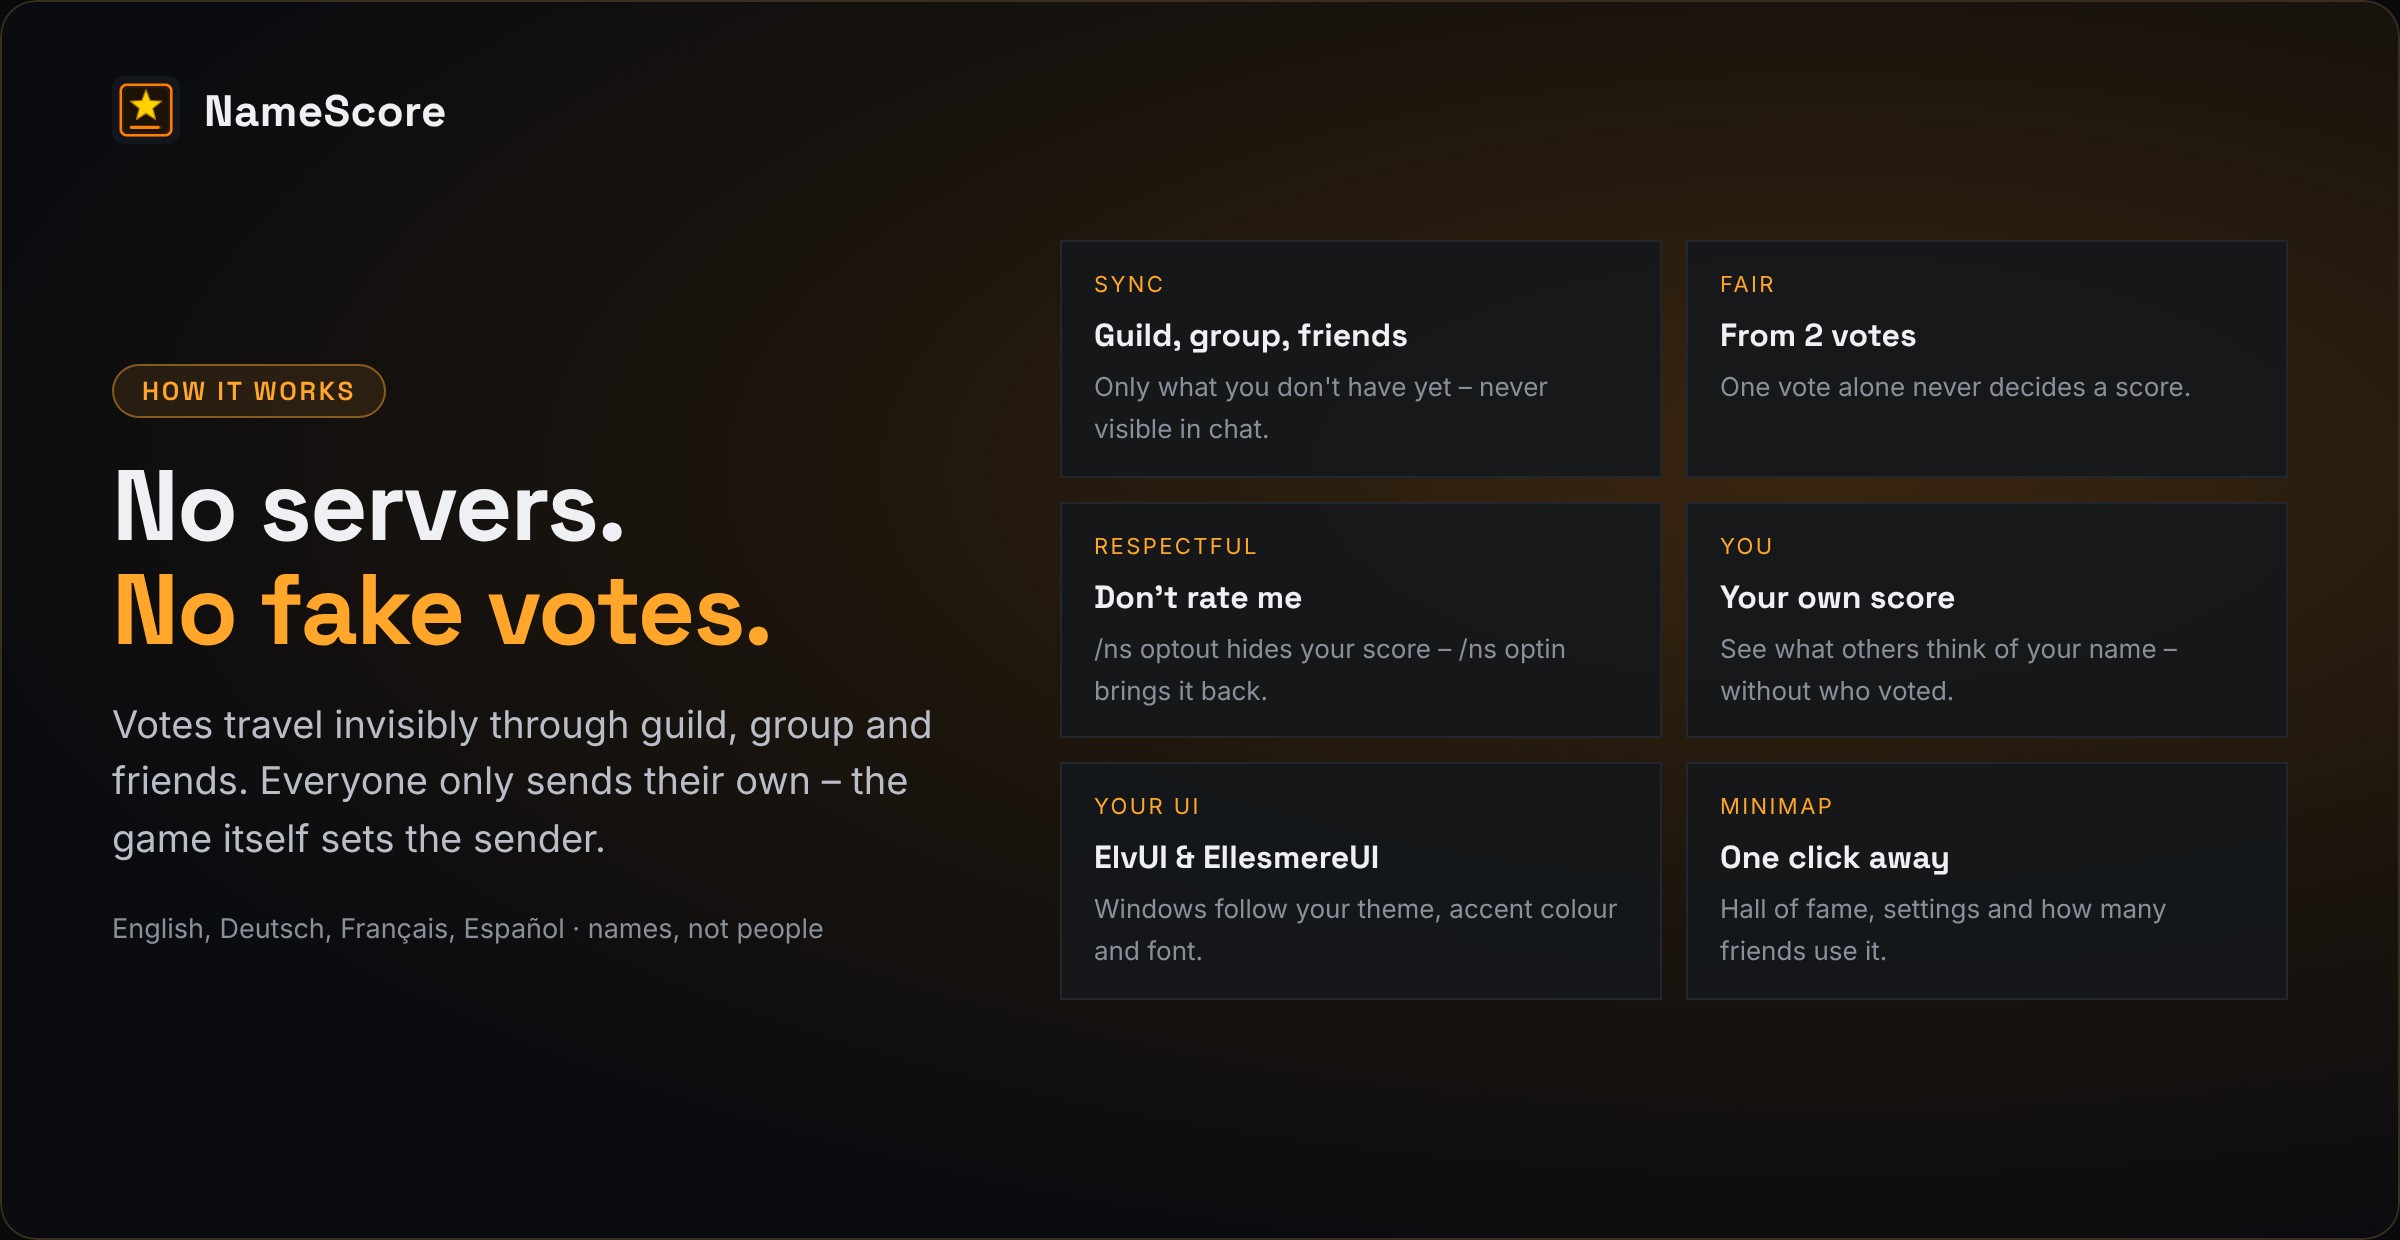 NameScore
HOW IT WORKS
No servers.
No fake votes.
Votes travel invisibly through guild, group and
friends. Everyone only sends their own – the
game itself sets the sender.
English, Deutsch, Français, Español · names, not people
SYNC
Guild, group, friends
Only what you don't have yet – never
visible in chat.
FAIR
From 2 votes
One vote alone never decides a score.
RESPECTFUL
Don’t rate me
/ns optout hides your score – /ns optin
brings it back.
YOU
Your own score
See what others think of your name –
without who voted.
YOUR UI
ElvUI & EllesmereUI
Windows follow your theme, accent colour
and font.
MINIMAP
One click away
Hall of fame, settings and how many
friends use it.